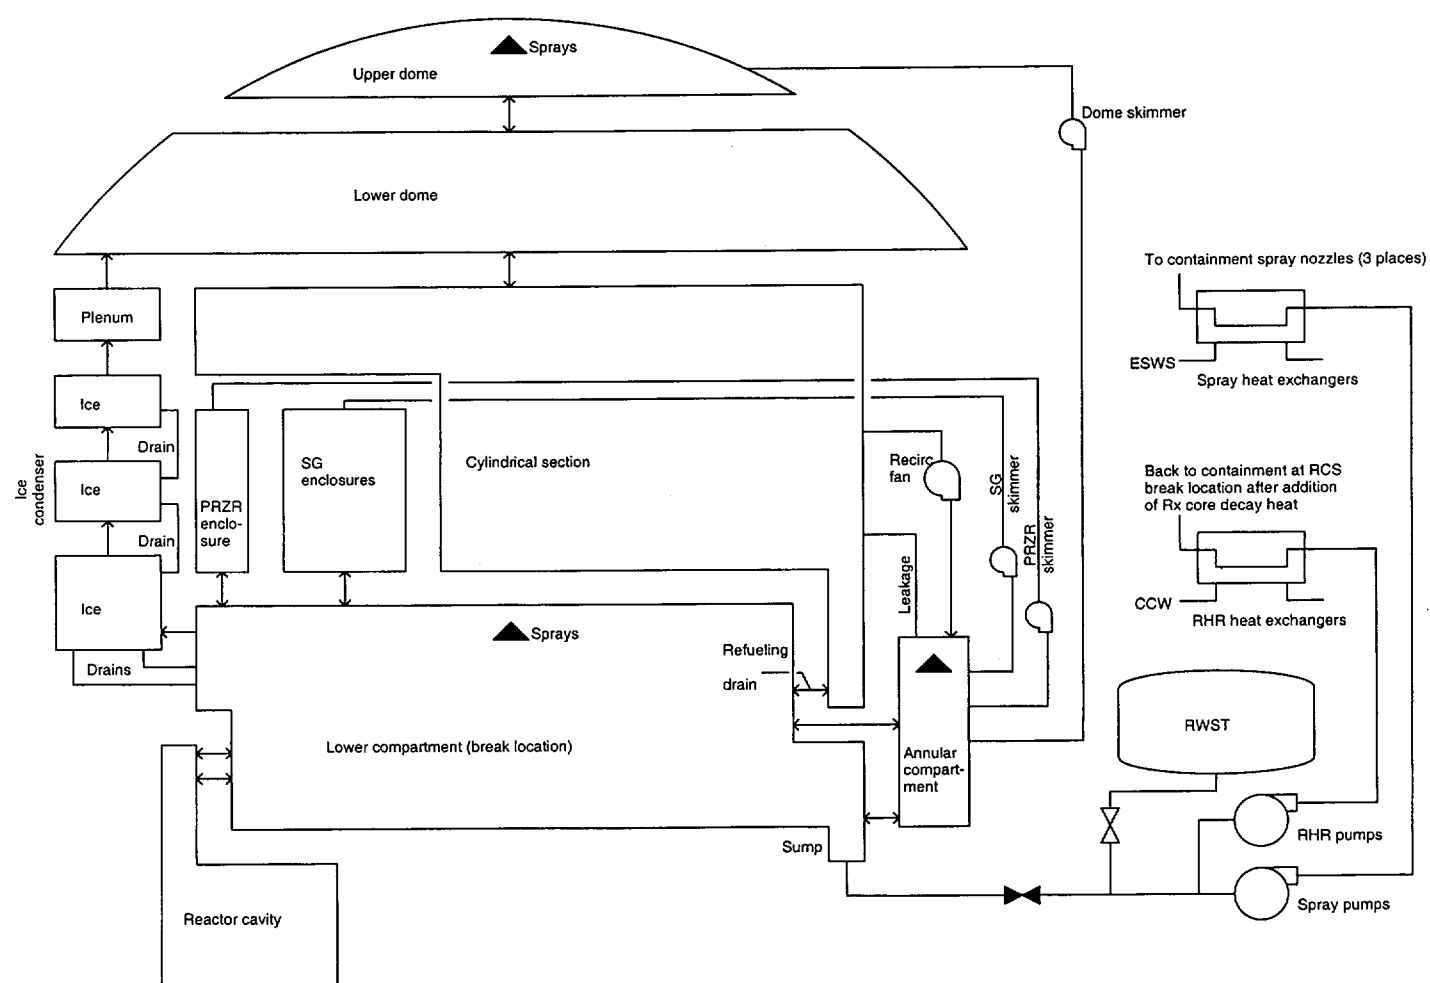 Sprays
Upper dome
Dome skimmer
Lower dome
To containment spray nozzles (3 places)
Plenum
ESWS
Spray heat exchangers
Ice
Drain
Ice
condenser
Ice
SG
enclosures
Cylindrical section
Recirc
fan
SG
skimmer
PRZR
skimmer
Back to containment at RCS
break location after addition
of Rx core decay heat
PRZR
enclo-
sure
Drain
Leakage
Ice
CCW
RHR heat exchangers
Sprays
Drains
Refueling
drain
RWST
Lower compartment (break location)
Annular
compart-
ment
RHR pumps
Sump
Spray pumps
Reactor cavity